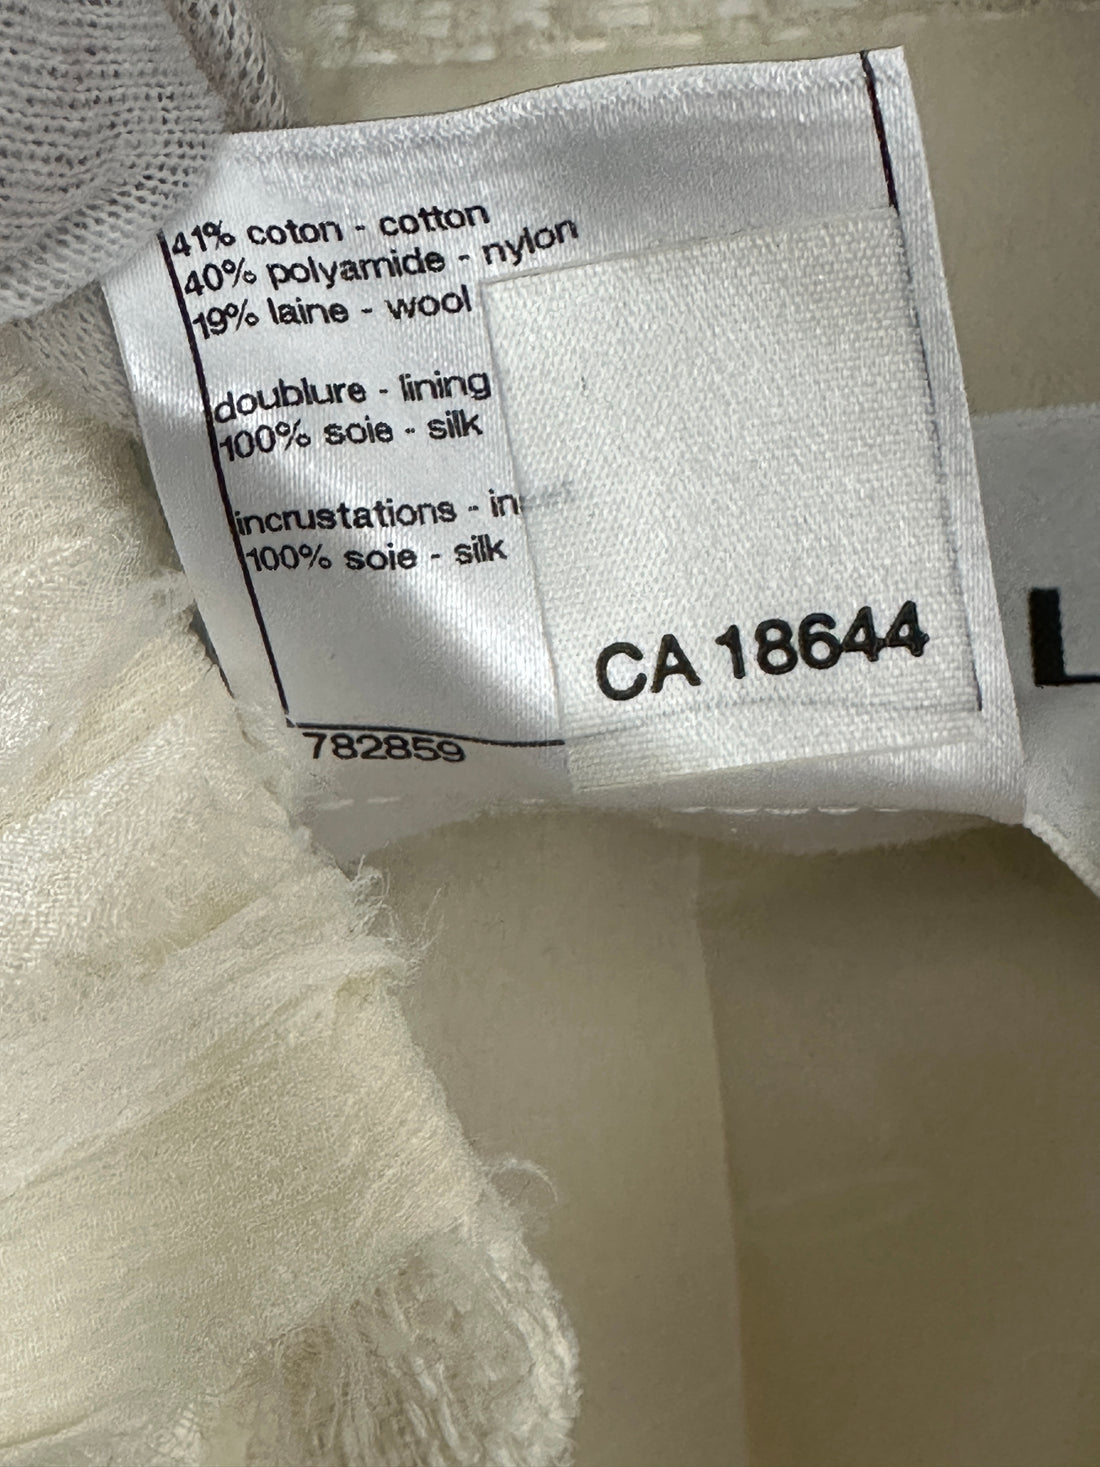 41% coton - cotton
40% polyamide - nylon
19% laine - wool
doublure - lining
100% soie - silk
incrustations -
100% soie - silk
CA 18644
782859
L